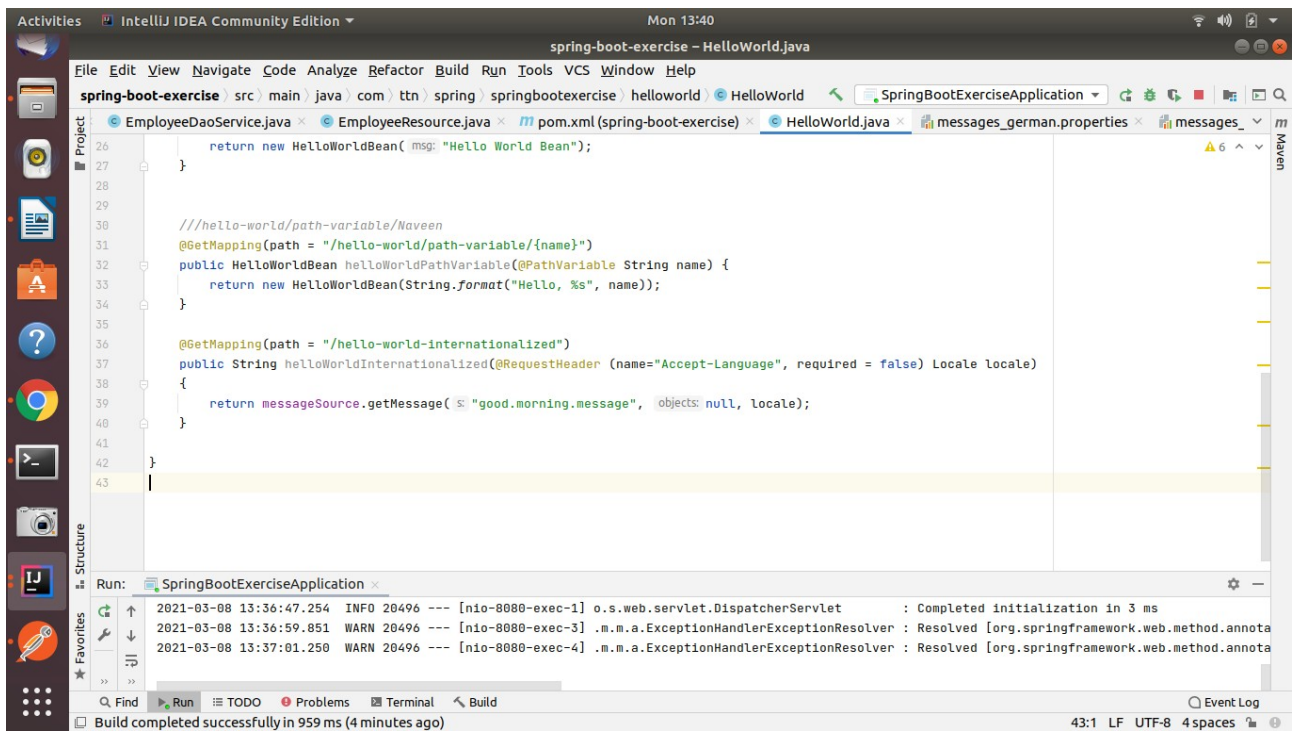 Activities IntelliJ IDEA Community Edition Mon 13:40
spring-boot-exercise – HelloWorld.java
File Edit View Navigate Code Analyze Refactor Build Run Tools VCS Window Help
spring-boot-exercise src main java com ttn spring springbootexercise helloworld HelloWorld SpringBootExerciseApplication
EmployeeDaoService.java EmployeeResource.java pom.xml (spring-boot-exercise) HelloWorld.java messages_german.properties messages_
Project
Maven
26 return new HelloWorldBean( msg: "Hello World Bean"); 6
27 }
28
29
30 ///hello-world/path-variable/Naveen
31 @GetMapping(path = "/hello-world/path-variable/{name}")
32 public HelloWorldBean helloWorldPathVariable(@PathVariable String name) {
33 return new HelloWorldBean(String.format("Hello, %s", name));
34 }
35
36 @GetMapping(path = "/hello-world-internationalized")
37 public String helloWorldInternationalized(@RequestHeader (name="Accept-Language", required = false) Locale locale)
38 {
39 return messageSource.getMessage( s: "good.morning.message", objects: null, locale);
40 }
41
42 }
43
Structure
Favorites
Run: SpringBootExerciseApplication
2021-03-08 13:36:47.254 INFO 20496 --- [nio-8080-exec-1] o.s.web.servlet.DispatcherServlet : Completed initialization in 3 ms
2021-03-08 13:36:59.851 WARN 20496 --- [nio-8080-exec-3] .m.m.a.ExceptionHandlerExceptionResolver : Resolved [org.springframework.web.method.annota
2021-03-08 13:37:01.250 WARN 20496 --- [nio-8080-exec-4] .m.m.a.ExceptionHandlerExceptionResolver : Resolved [org.springframework.web.method.annota
Find Run TODO Problems Terminal Build Event Log
Build completed successfully in 959 ms (4 minutes ago) 43:1 LF UTF-8 4 spaces